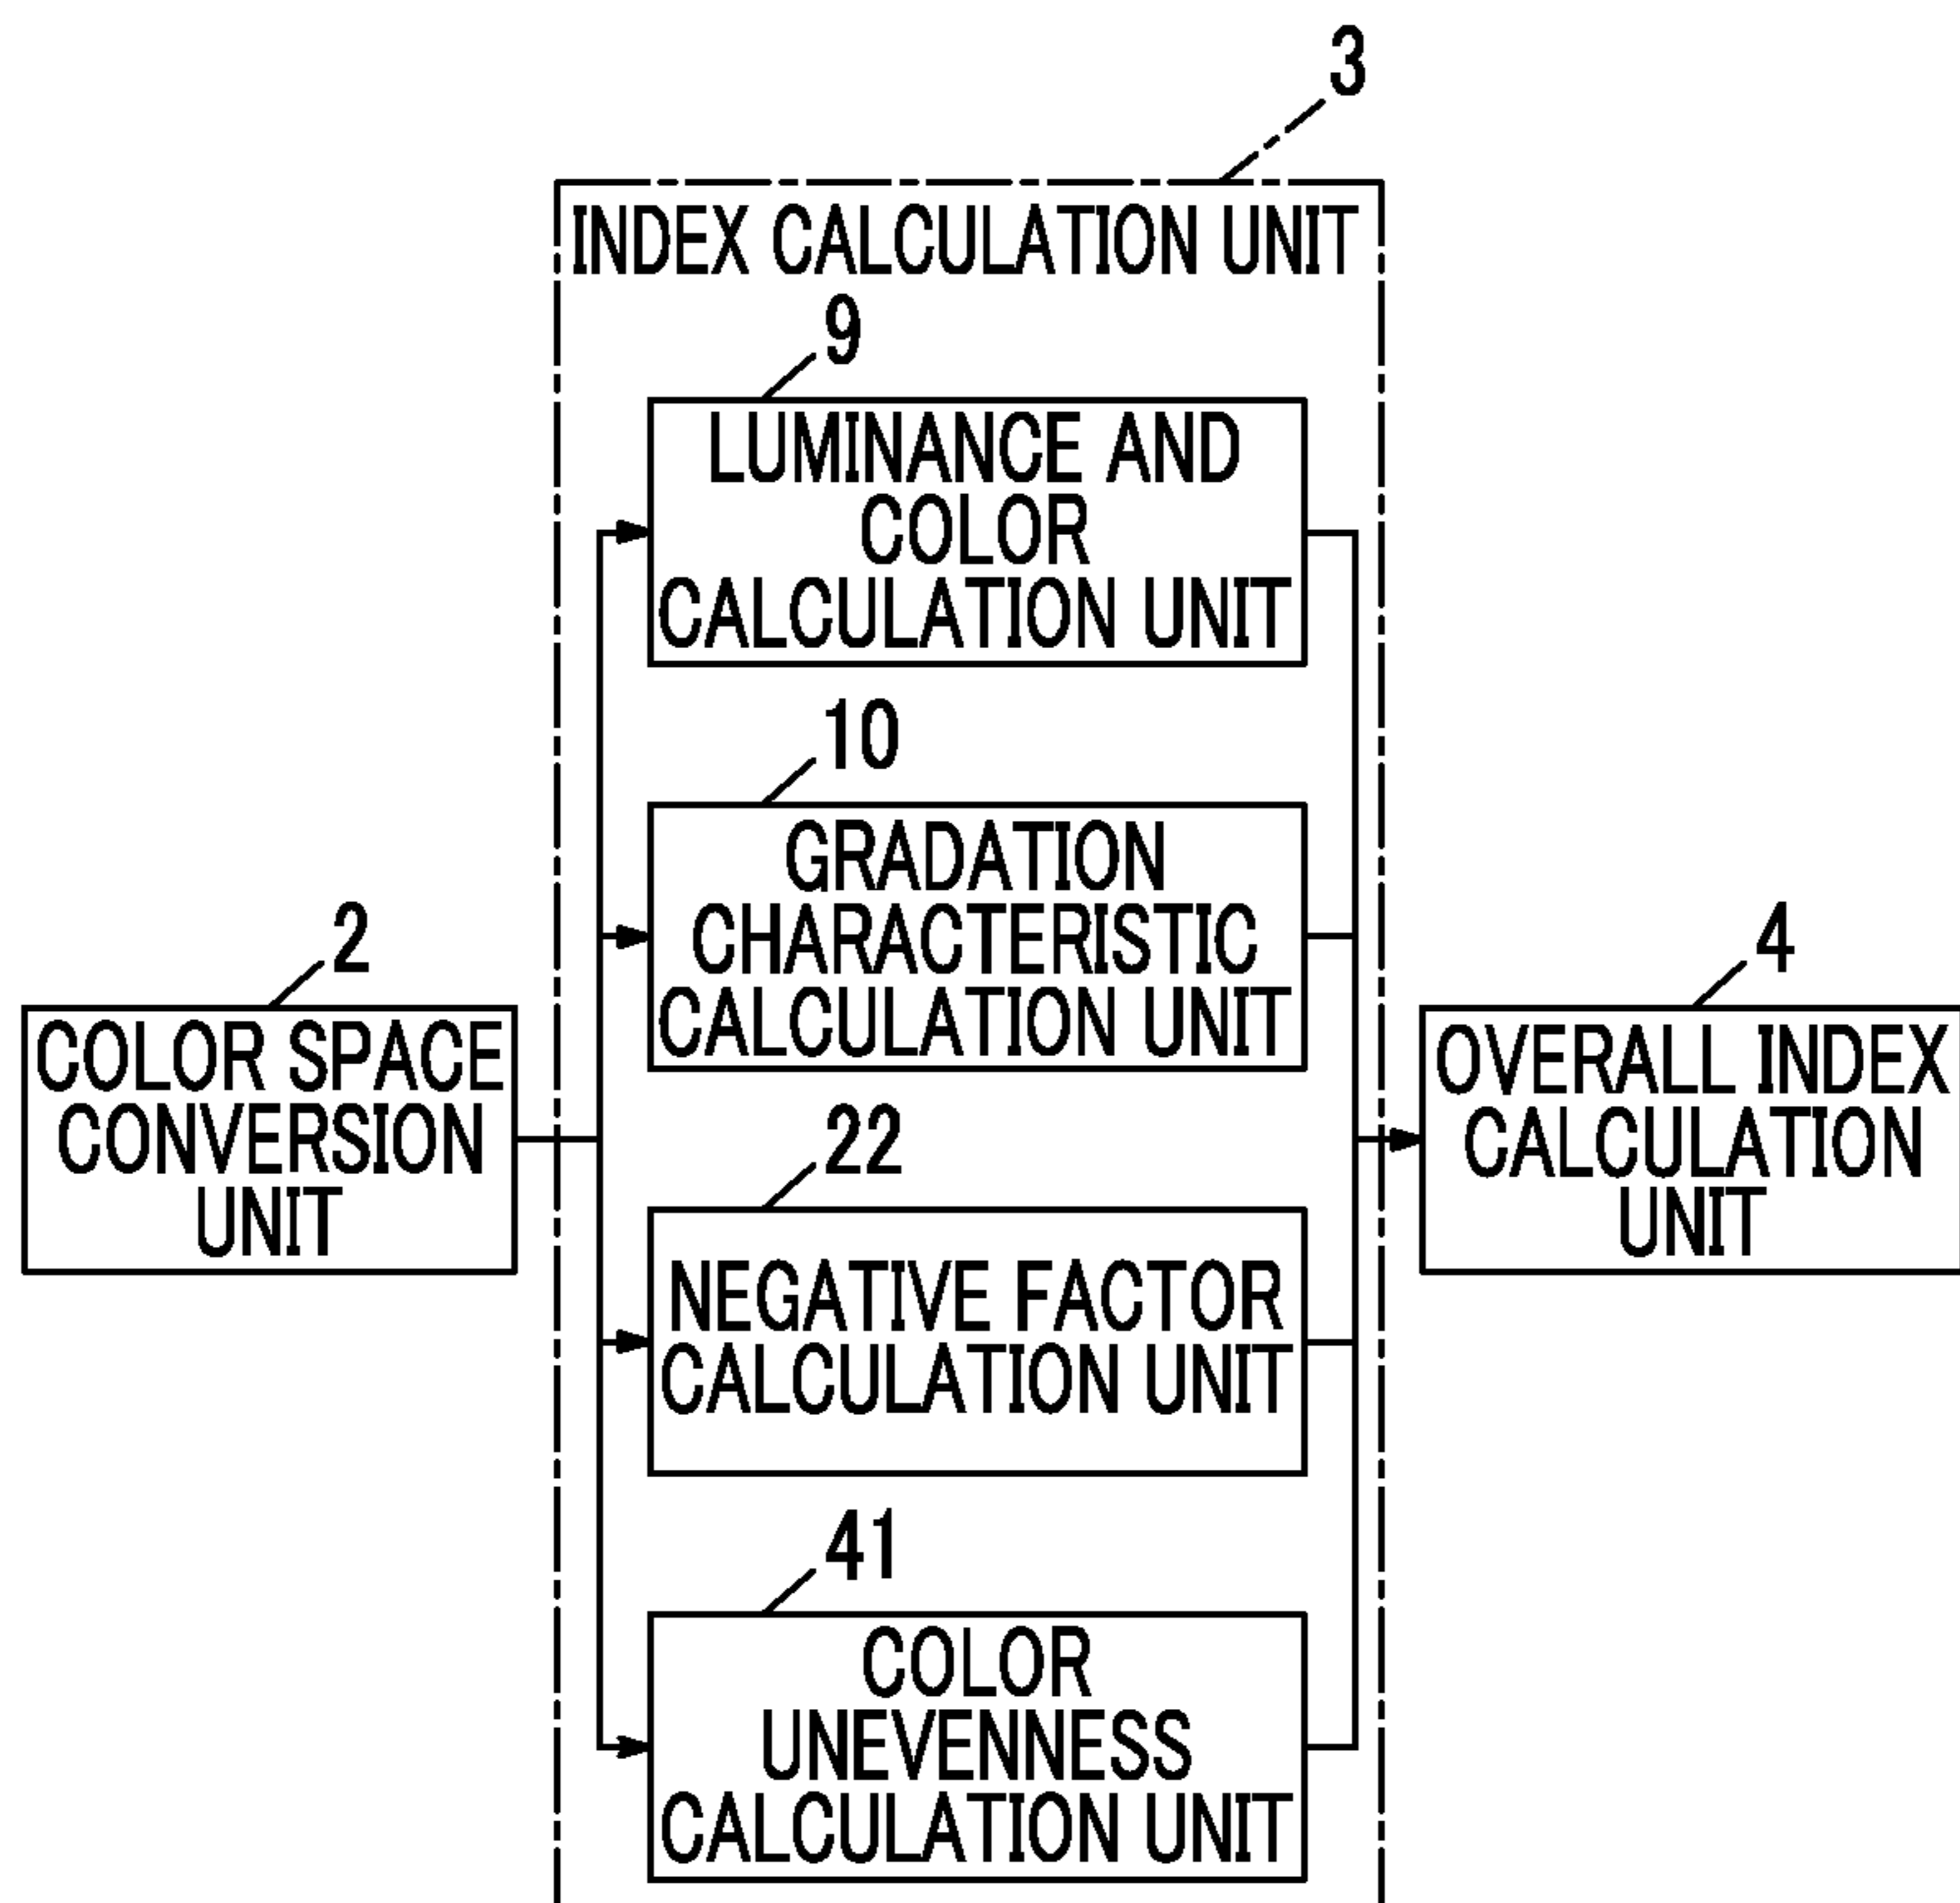 3
INDEX CALCULATION UNIT
9
LUMINANCE AND
COLOR
CALCULATION UNIT
10
GRADATION
CHARACTERISTIC
CALCULATION UNIT
2
COLOR SPACE
CONVERSION
UNIT
4
OVERALL INDEX
CALCULATION
UNIT
22
NEGATIVE FACTOR
CALCULATION UNIT
41
COLOR
UNEVENNESS
CALCULATION UNIT